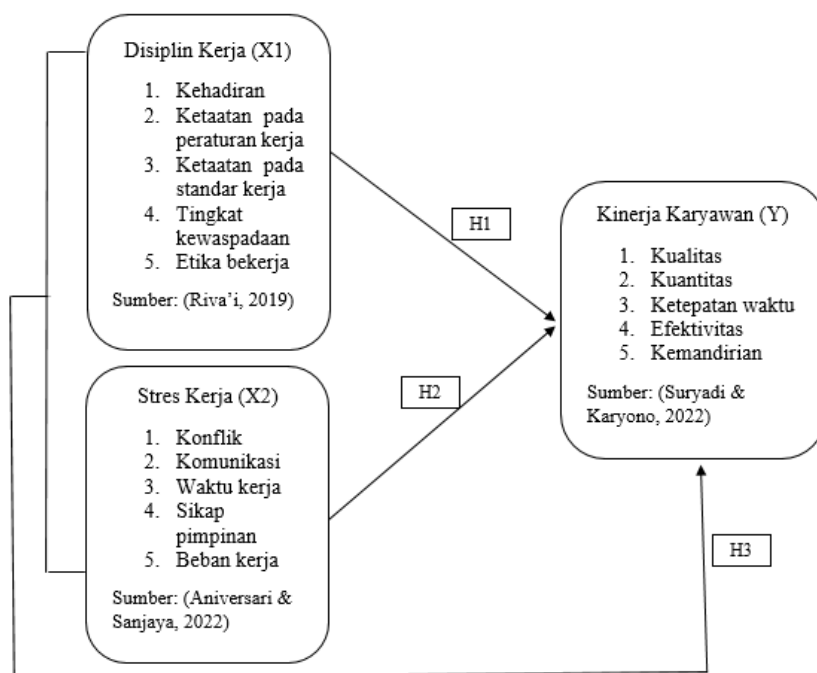 Disiplin Kerja (X1)
1. Kehadiran
2. Ketaatan pada
peraturan kerja
3. Ketaatan pada
standar kerja
4. Tingkat
kewaspadaan
5. Etika bekerja
Sumber: (Riva'i, 2019)
H1
Kinerja Karyawan (Y)
1. Kualitas
2. Kuantitas
3. Ketepatan waktu
4. Efektivitas
5. Kemandirian
Sumber: (Suryadi &
Karyono, 2022)
Stres Kerja (X2)
1. Konflik
2. Komunikasi
3. Waktu kerja
4. Sikap
pimpinan
5. Beban kerja
Sumber: (Aniversari &
Sanjaya, 2022)
H2
H3